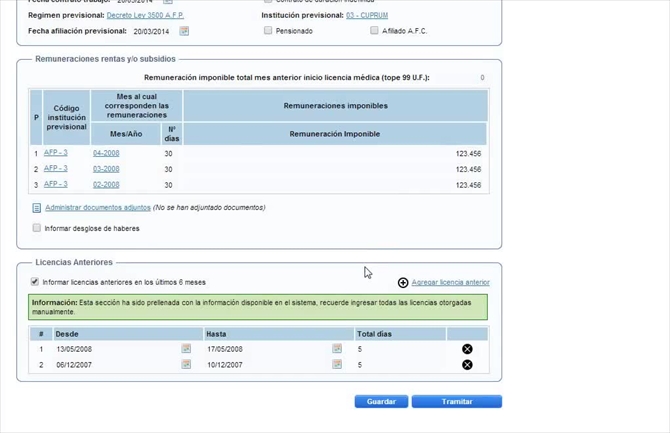 Fecha contrato trabajo: 20/03/2014 Contrato de duración indefinida
Regimen previsional: Decreto Ley 3500 A.F.P. Institución previsional: 03 - CUPRUM
Fecha afiliación previsional: 20/03/2014 Pensionado Afiliado A.F.C.
Remuneraciones rentas y/o subsidios
Remuneración imponible total mes anterior inicio licencia médica (tope 99 U.F.): 0
P Código institución previsional Mes al cual corresponden las remuneraciones Remuneraciones imponibles
Mes/Año Nº días Remuneración Imponible
1 AFP - 3 04-2008 30 123.456
2 AFP - 3 03-2008 30 123.456
3 AFP - 3 02-2008 30 123.456
Administrar documentos adjuntos (No se han adjuntado documentos)
Informar desglose de haberes
Licencias Anteriores
Informar licencias anteriores en los últimos 6 meses Agregar licencia anterior
Información: Esta sección ha sido prellenada con la información disponible en el sistema, recuerde ingresar todas las licencias otorgadas
manualmente.
# Desde Hasta Total días
1 13/05/2008 17/05/2008 5
2 06/12/2007 10/12/2007 5
Guardar Tramitar